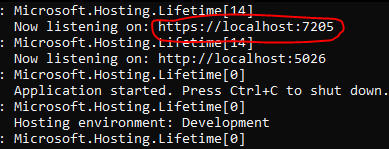 : Microsoft.Hosting.Lifetime[14]
Now listening on: https://localhost:7205
: Microsoft.Hosting.Lifetime[14]
Now listening on: http://localhost:5026
: Microsoft.Hosting.Lifetime[0]
Application started. Press Ctrl+C to shut down.
: Microsoft.Hosting.Lifetime[0]
Hosting environment: Development
: Microsoft.Hosting.Lifetime[0]